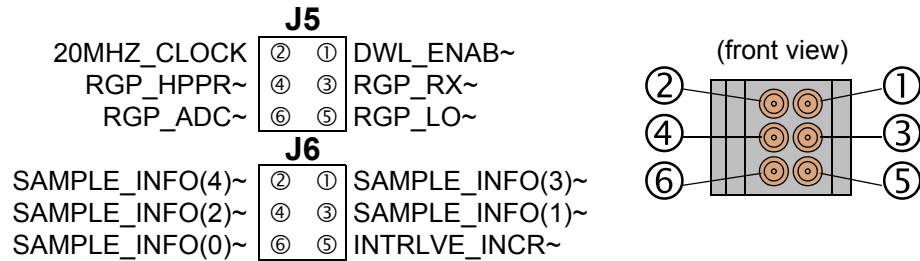 J5
20MHZ_CLOCK ② ① DWL_ENAB~
RGP_HPPR~ ④ ③ RGP_RX~
RGP_ADC~ ⑥ ⑤ RGP_LO~
J6
SAMPLE_INFO(4)~ ② ① SAMPLE_INFO(3)~
SAMPLE_INFO(2)~ ④ ③ SAMPLE_INFO(1)~
SAMPLE_INFO(0)~ ⑥ ⑤ INTRLVE_INCR~
(front view)
② ①
④ ③
⑥ ⑤